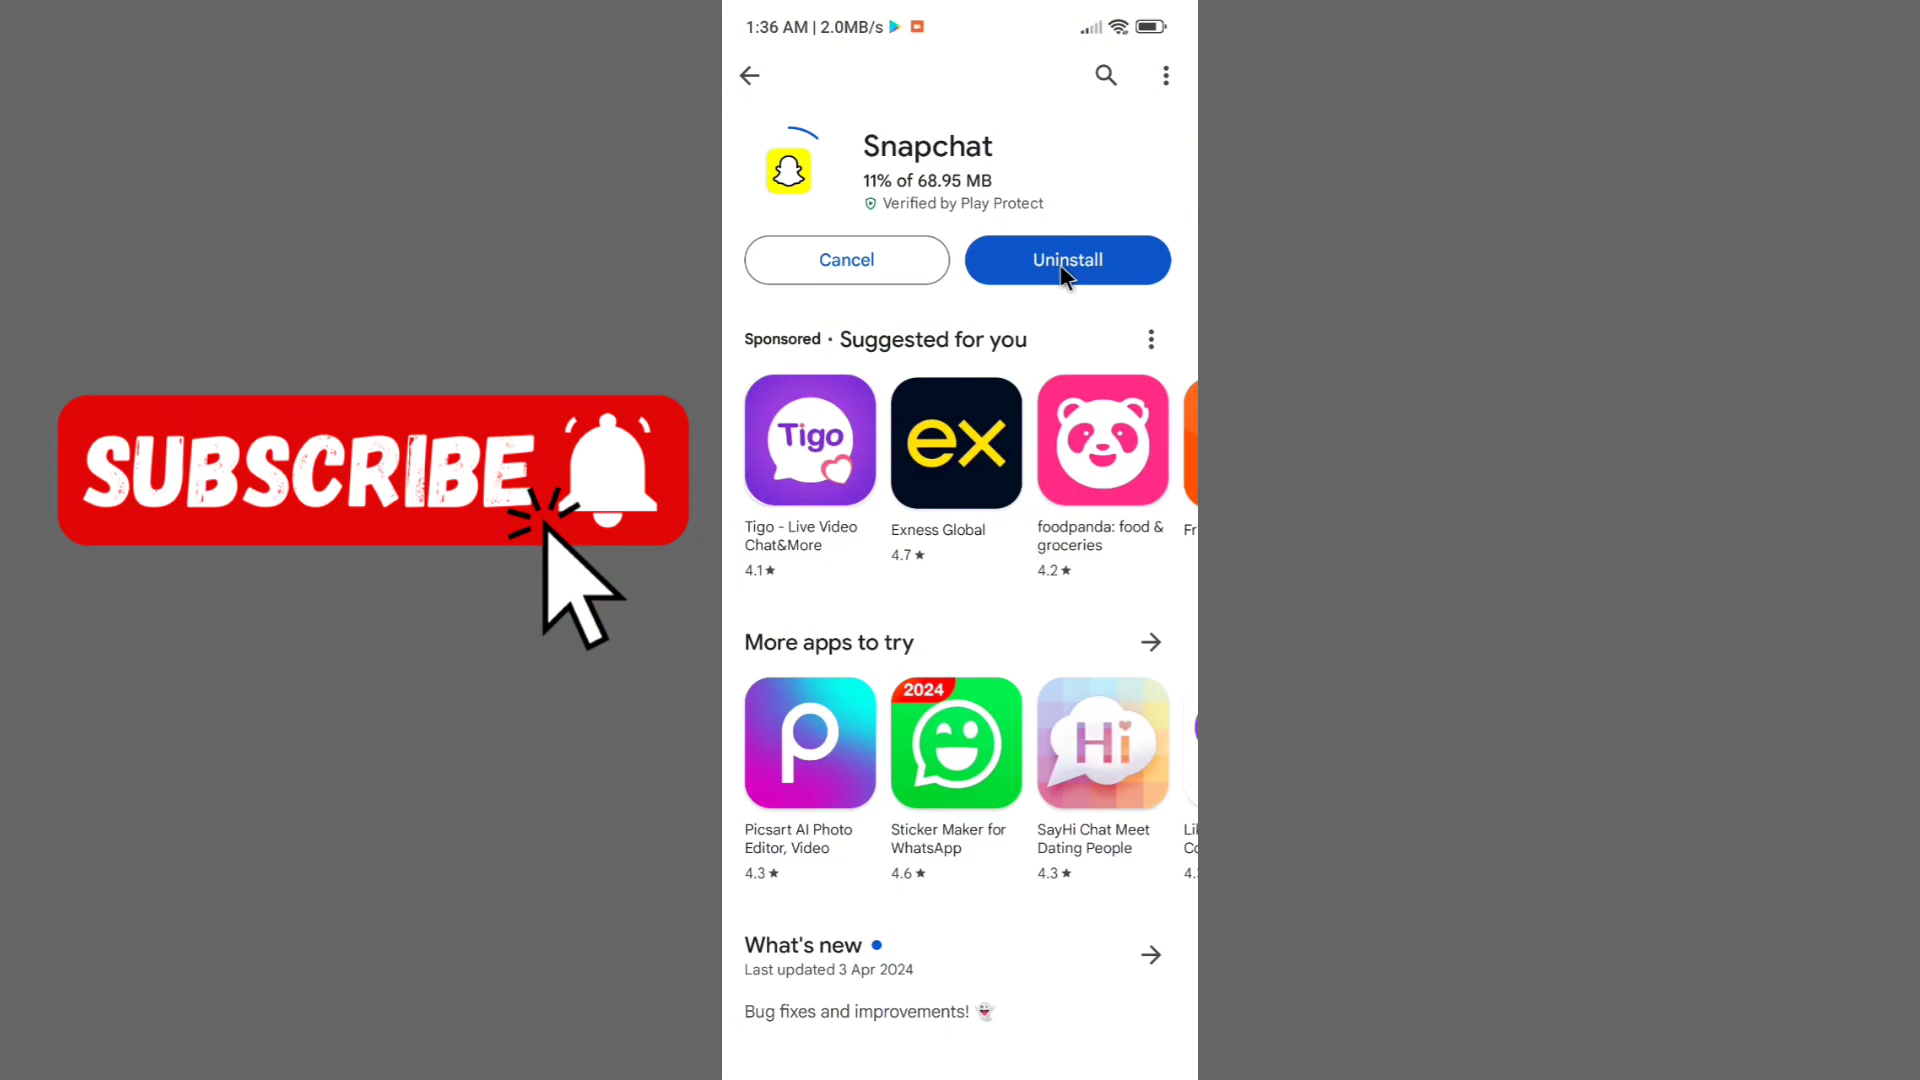 1:36 AM | 2.0MB/s
Snapchat
11% of 68.95 MB
Verified by Play Protect
Cancel
Uninstall
SUBSCRIBE
Sponsored · Suggested for you
Tigo
ex
Tigo - Live Video
Chat&More
4.1★
Exness Global
4.7★
foodpanda: food &
groceries
4.2★
Fr
More apps to try
2024
Hi
Picsart AI Photo
Editor, Video
4.3★
Sticker Maker for
WhatsApp
4.6★
SayHi Chat Meet
Dating People
4.3★
4.
What's new
Last updated 3 Apr 2024
Bug fixes and improvements! 👻